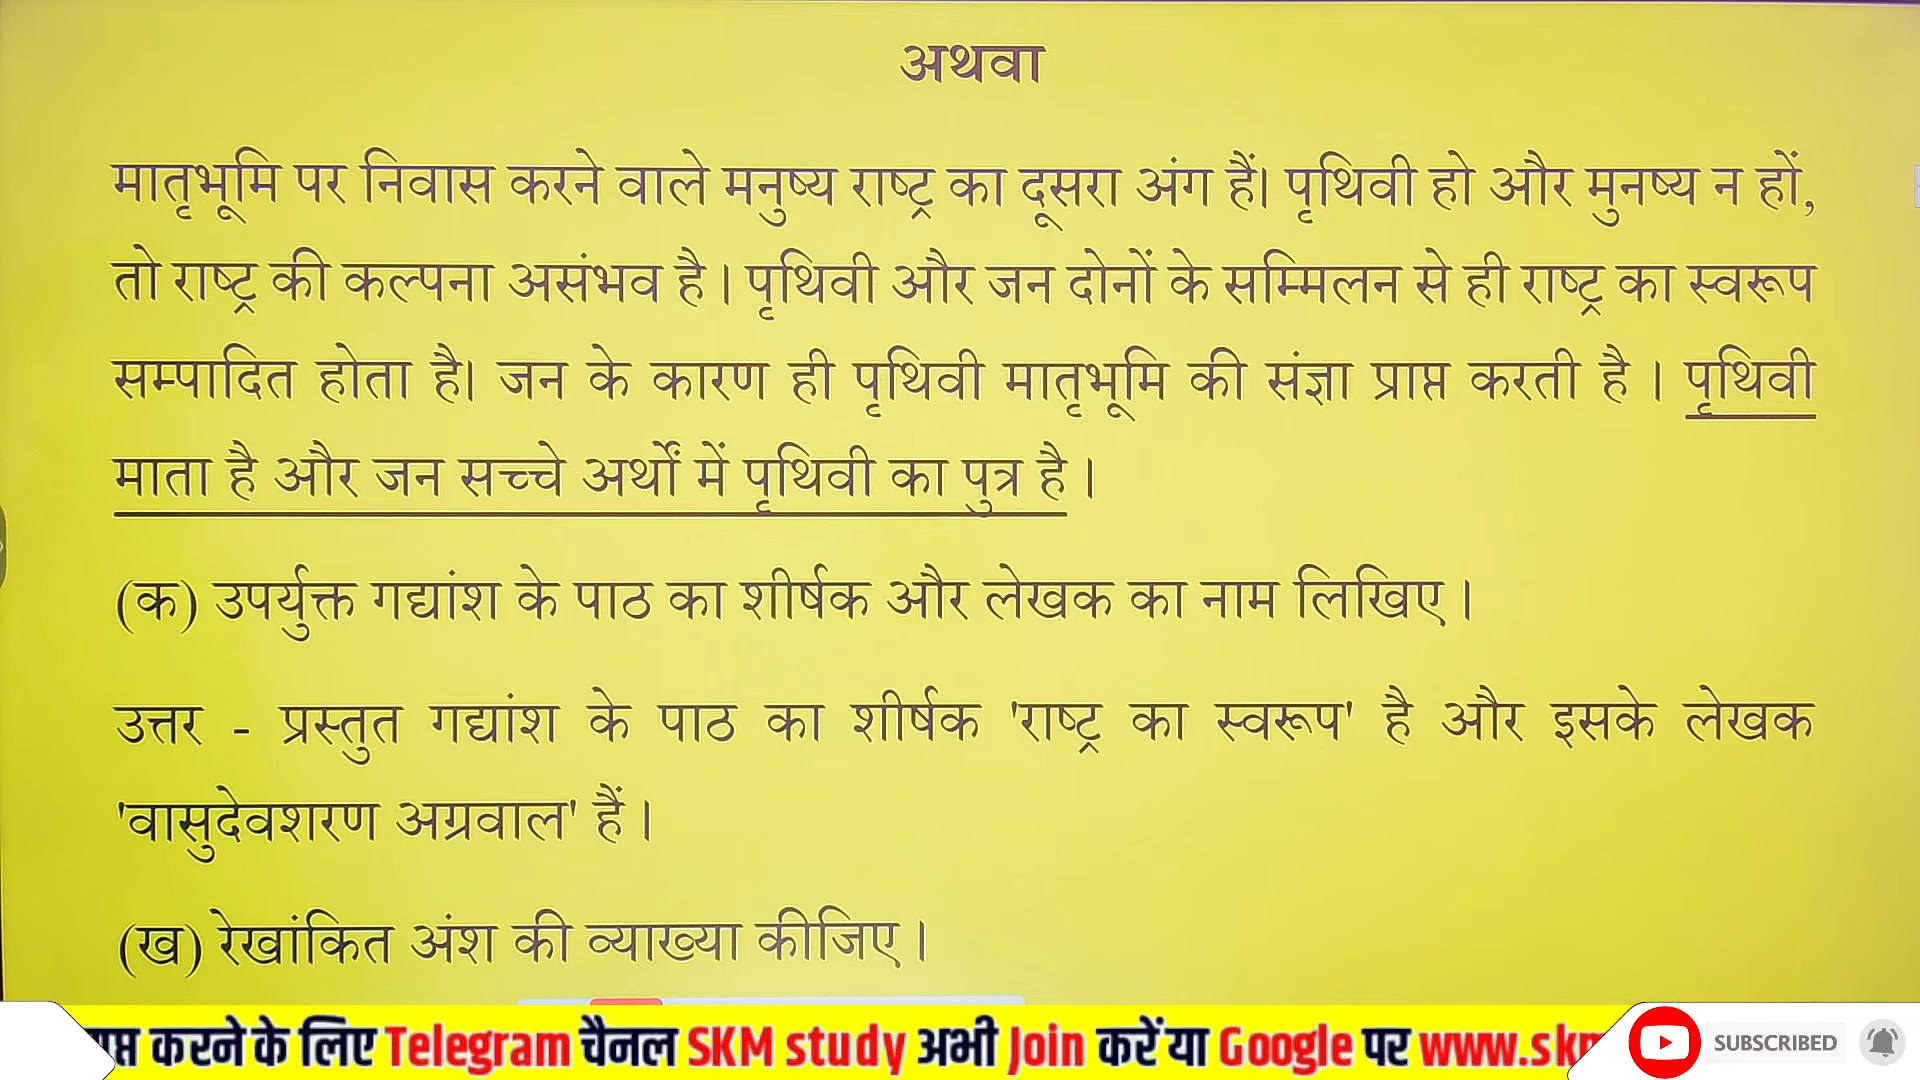 अथवा
मातृभूमि पर निवास करने वाले मनुष्य राष्ट्र का दूसरा अंग हैं। पृथिवी हो और मुनष्य न हों,
तो राष्ट्र की कल्पना असंभव है । पृथिवी और जन दोनों के सम्मिलन से ही राष्ट्र का स्वरूप
सम्पादित होता है। जन के कारण ही पृथिवी मातृभूमि की संज्ञा प्राप्त करती है । पृथिवी
माता है और जन सच्चे अर्थों में पृथिवी का पुत्र है ।
(क) उपर्युक्त गद्यांश के पाठ का शीर्षक और लेखक का नाम लिखिए ।
उत्तर - प्रस्तुत गद्यांश के पाठ का शीर्षक 'राष्ट्र का स्वरूप' है और इसके लेखक
'वासुदेवशरण अग्रवाल' हैं ।
(ख) रेखांकित अंश की व्याख्या कीजिए ।
करने के लिए Telegram चैनल SKM study अभी Join करें या Google पर www.skm
SUBSCRIBED